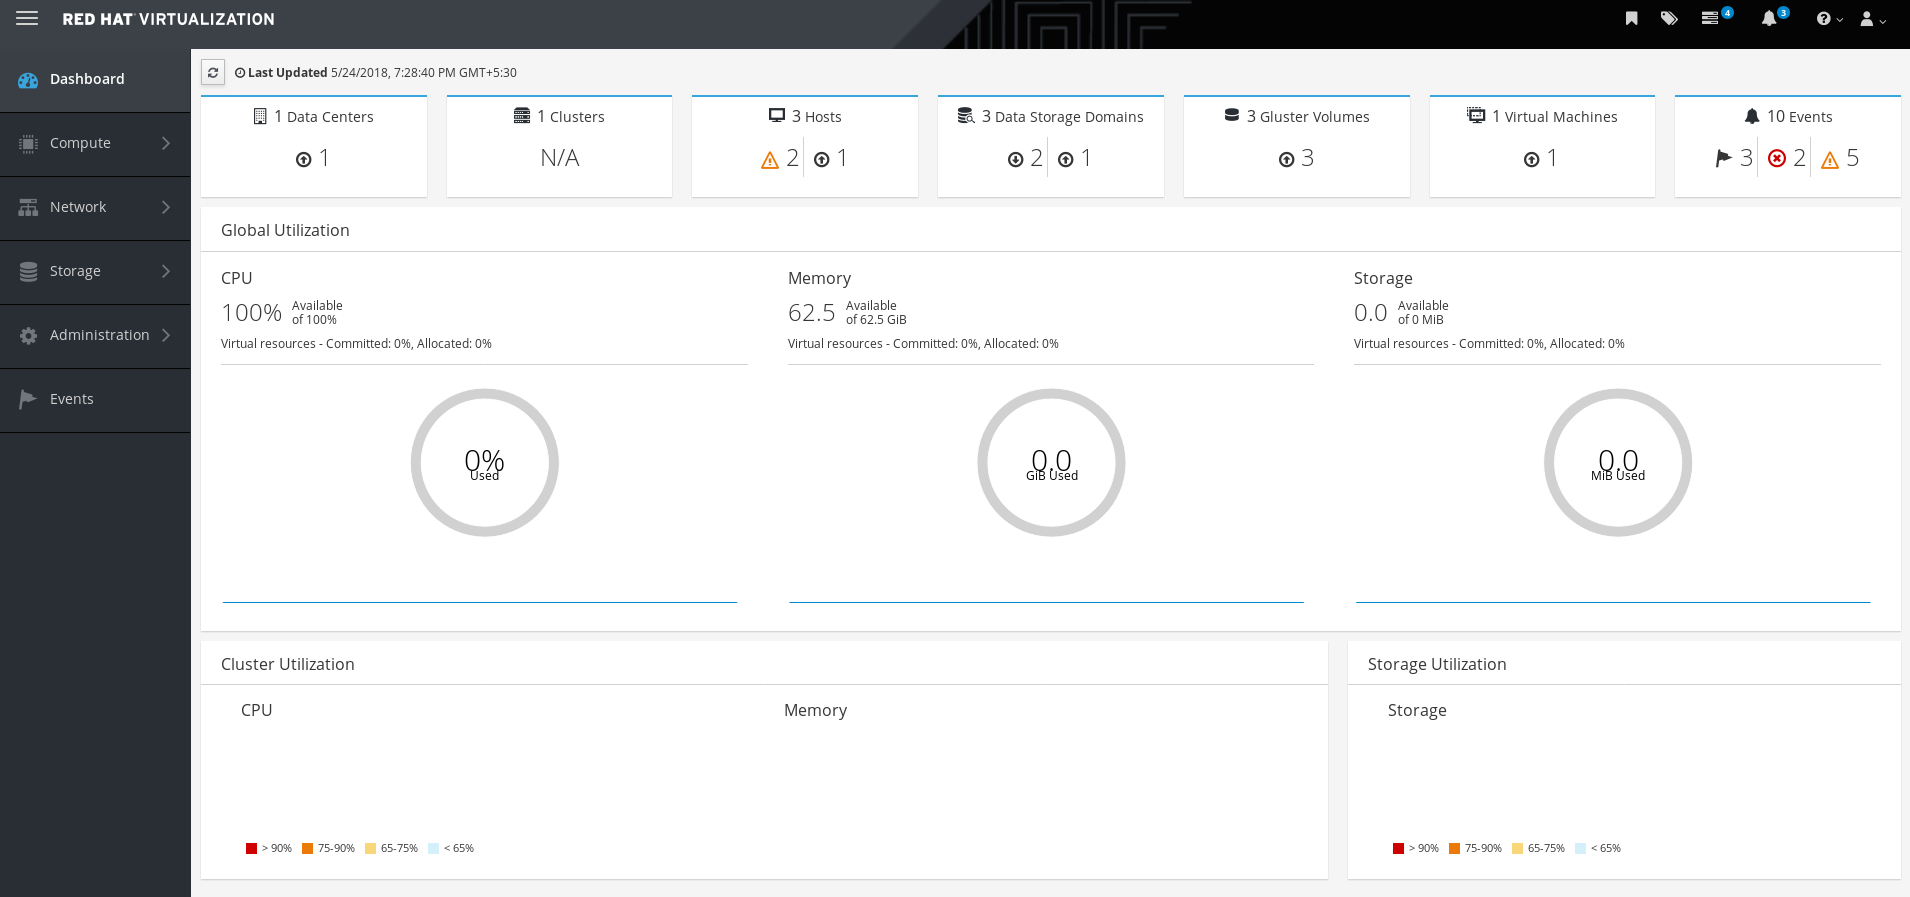 RED HAT VIRTUALIZATION
4
3
Dashboard
Compute
Network
Storage
Administration
Events
Last Updated 5/24/2018, 7:28:40 PM GMT+5:30
1 Data Centers
1
1 Clusters
N/A
3 Hosts
2 1
3 Data Storage Domains
2 1
3 Gluster Volumes
3
1 Virtual Machines
1
10 Events
3 2 5
Global Utilization
CPU
100% Available
of 100%
Virtual resources - Committed: 0%, Allocated: 0%
0%
Used
Memory
62.5 Available
of 62.5 GiB
Virtual resources - Committed: 0%, Allocated: 0%
0.0
GiB Used
Storage
0.0 Available
of 0 MiB
Virtual resources - Committed: 0%, Allocated: 0%
0.0
MiB Used
Cluster Utilization
CPU
Memory
> 90% 75-90% 65-75% < 65%
Storage Utilization
Storage
> 90% 75-90% 65-75% < 65%